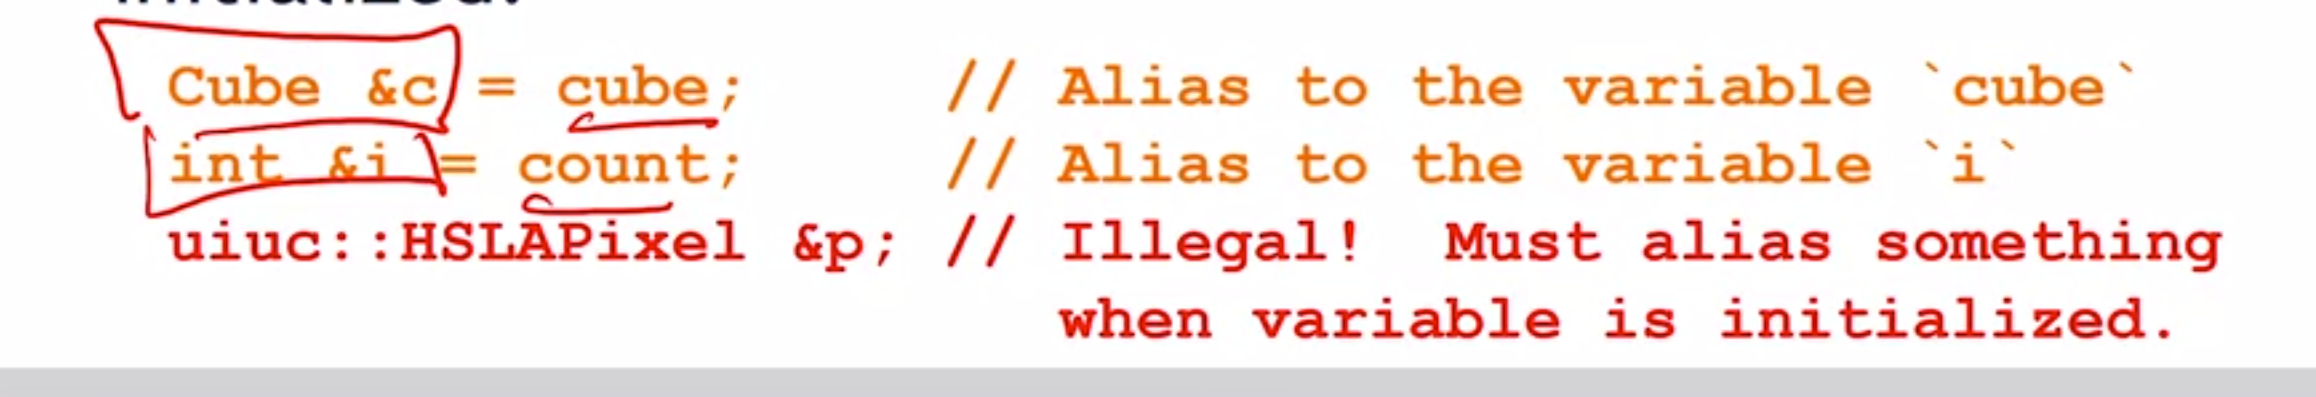 initialized.
Cube &c = cube; // Alias to the variable `cube`
int &i = count; // Alias to the variable `i`
uiuc::HSLAPixel &p; // Illegal! Must alias something
when variable is initialized.